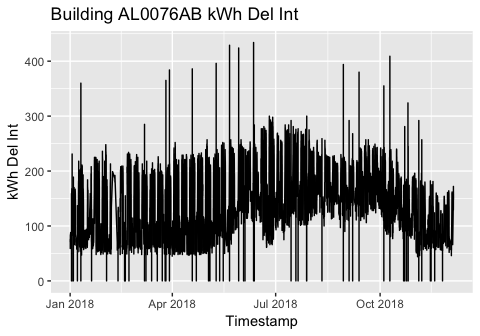 Building AL0076AB kWh Del Int
kWh Del Int
400
300
200
100
0
Jan 2018 Apr 2018 Jul 2018 Oct 2018
Timestamp